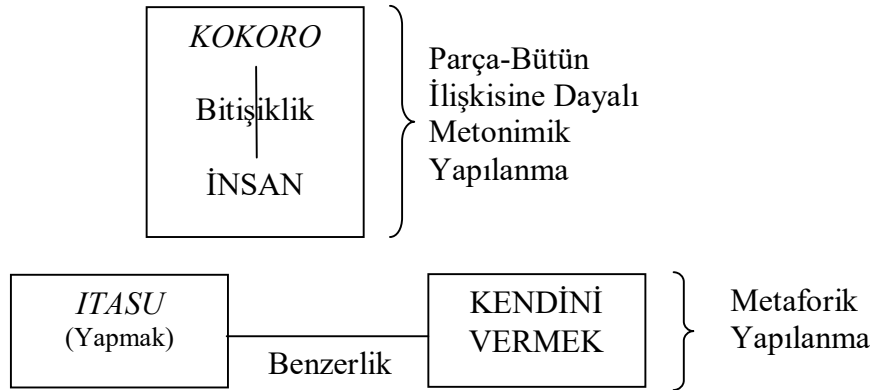 KOKORO
Bitişiklik
İNSAN
Parça-Bütün
İlişkisine Dayalı
Metonimik
Yapılanma
ITASU
(Yapmak)
Benzerlik
KENDİNİ
VERMEK
Metaforik
Yapılanma